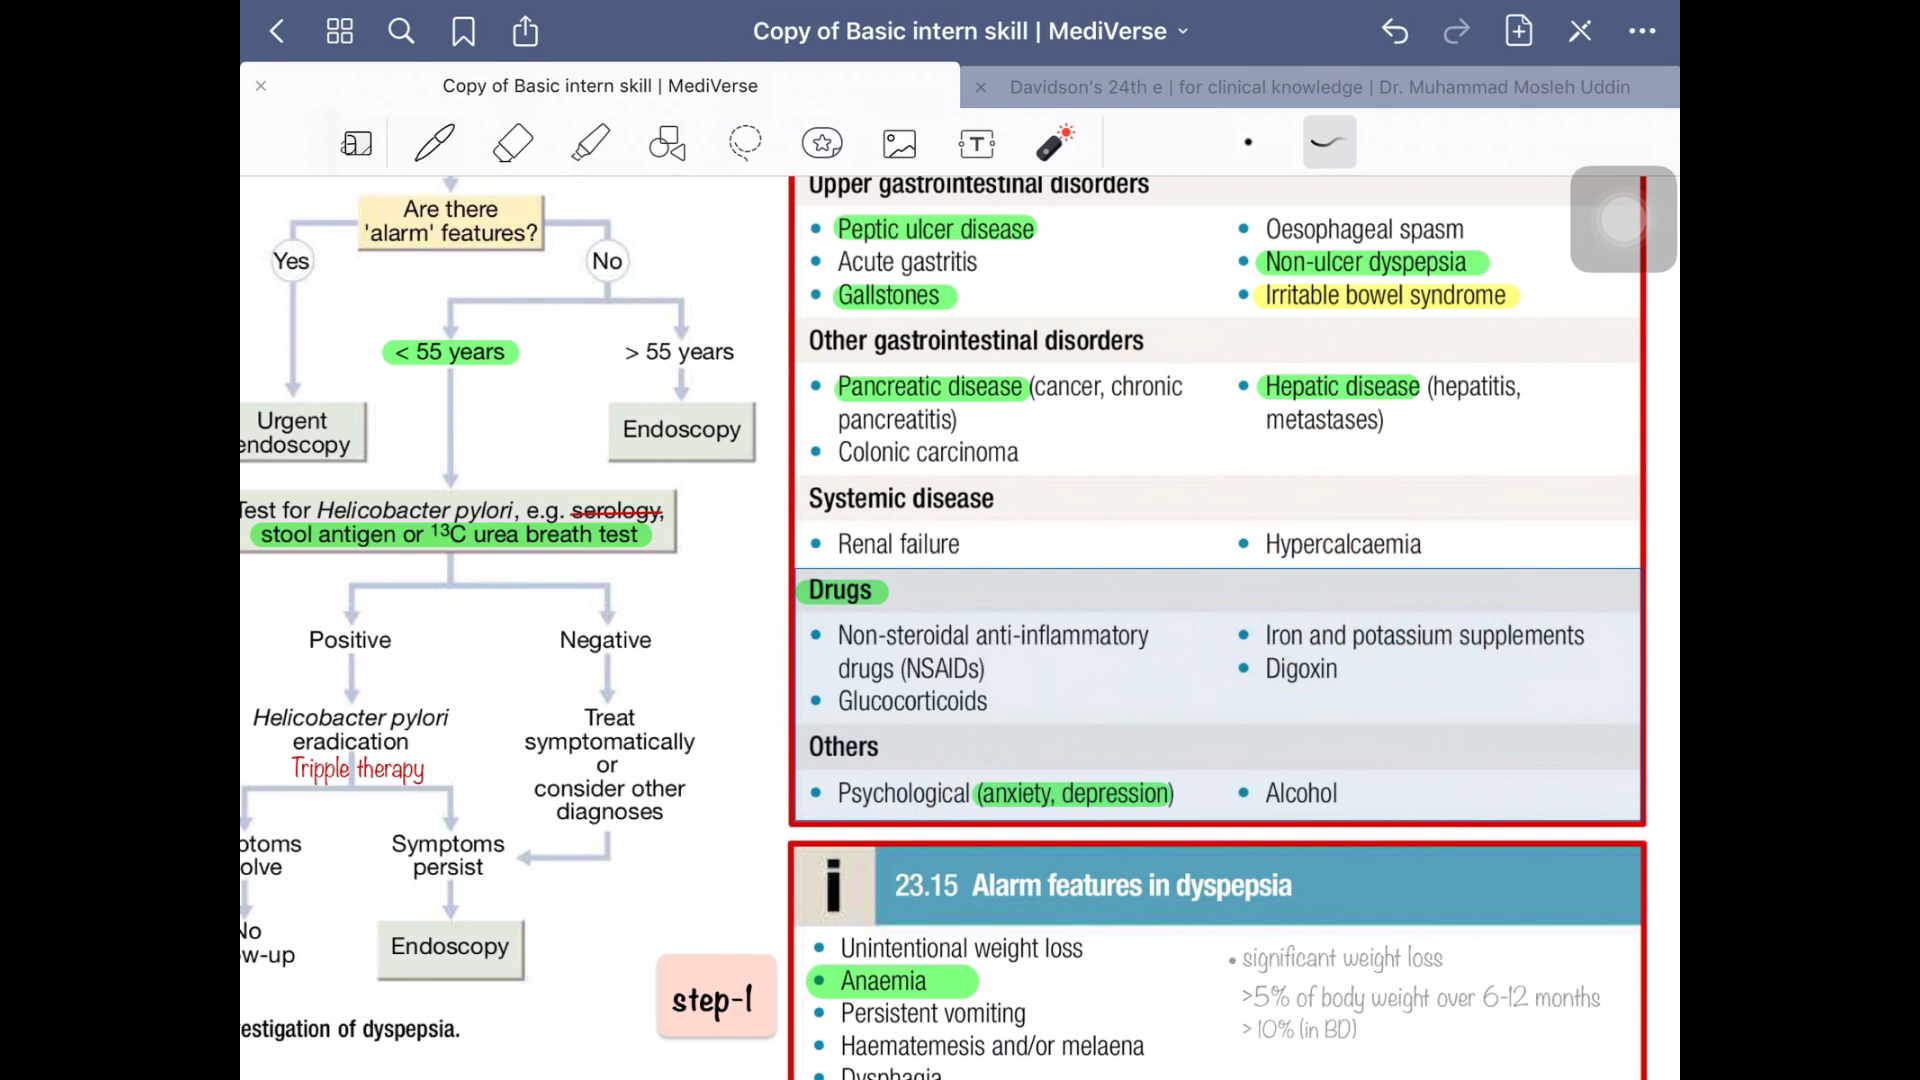 Copy of Basic intern skill | MediVerse
Copy of Basic intern skill | MediVerse
Davidson's 24th e | for clinical knowledge | Dr. Muhammad Mosleh Uddin
Are there
'alarm' features?
Yes
No
< 55 years
> 55 years
Urgent
endoscopy
Endoscopy
Test for Helicobacter pylori, e.g. serology,
stool antigen or ¹³C urea breath test
Positive
Negative
Helicobacter pylori
eradication
Tripple therapy
Treat
symptomatically
or
consider other
diagnoses
ptoms
olve
Symptoms
persist
No
w-up
Endoscopy
estigation of dyspepsia.
step-1
Upper gastrointestinal disorders
• Peptic ulcer disease
• Acute gastritis
• Gallstones
• Oesophageal spasm
• Non-ulcer dyspepsia
• Irritable bowel syndrome
Other gastrointestinal disorders
• Pancreatic disease (cancer, chronic
pancreatitis)
• Colonic carcinoma
• Hepatic disease (hepatitis,
metastases)
Systemic disease
• Renal failure
• Hypercalcaemia
Drugs
• Non-steroidal anti-inflammatory
drugs (NSAIDs)
• Glucocorticoids
• Iron and potassium supplements
• Digoxin
Others
• Psychological (anxiety, depression)
• Alcohol
i 23.15 Alarm features in dyspepsia
• Unintentional weight loss
• Anaemia
• Persistent vomiting
• Haematemesis and/or melaena
• Dysphagia
• significant weight loss
>5% of body weight over 6-12 months
> 10% (in BD)